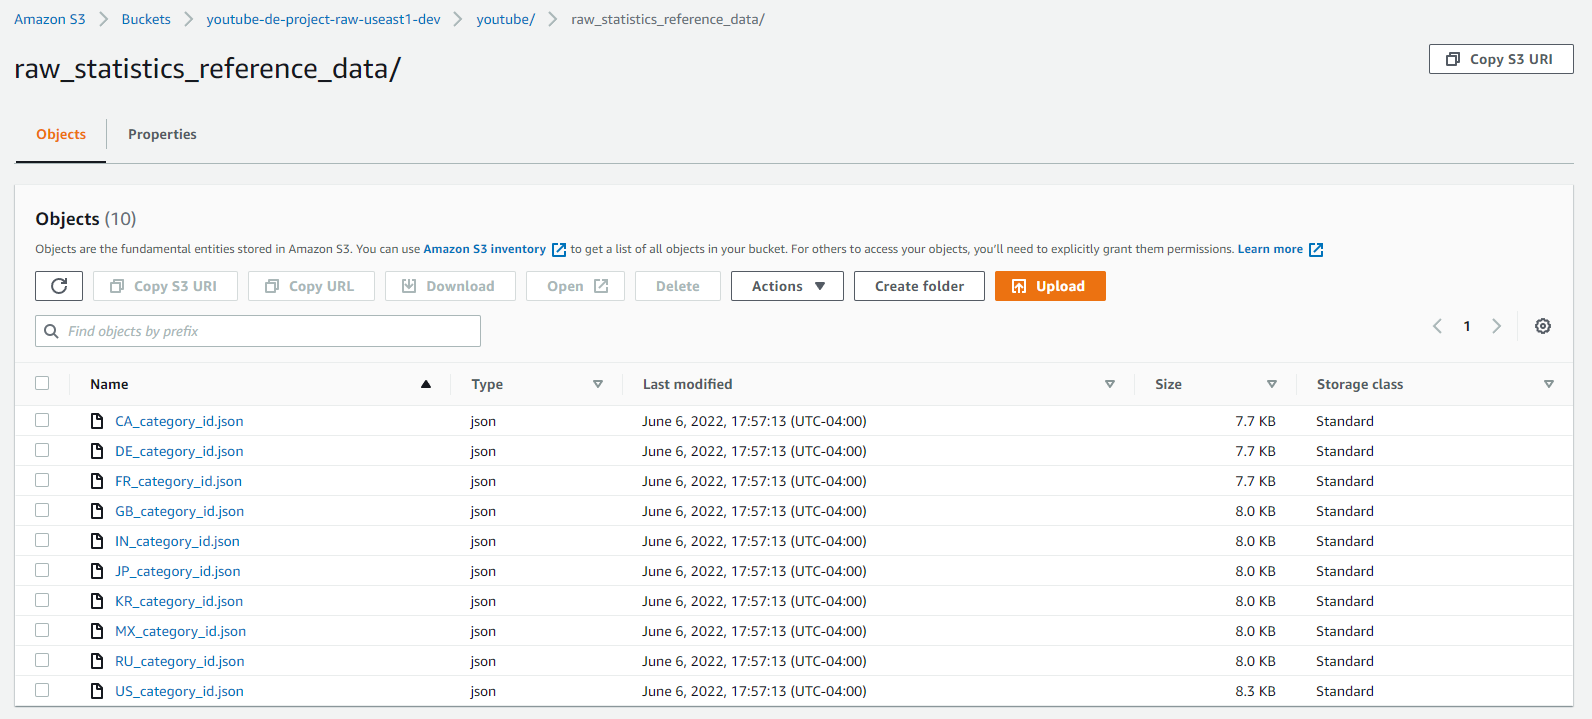 Amazon S3 > Buckets > youtube-de-project-raw-useast1-dev > youtube/ > raw_statistics_reference_data/
raw_statistics_reference_data/
Copy S3 URI
Objects Properties
Objects (10)
Objects are the fundamental entities stored in Amazon S3. You can use Amazon S3 inventory to get a list of all objects in your bucket. For others to access your objects, you'll need to explicitly grant them permissions. Learn more
Copy S3 URI Copy URL Download Open Delete Actions Create folder Upload
Find objects by prefix
1
Name Type Last modified Size Storage class
CA_category_id.json json June 6, 2022, 17:57:13 (UTC-04:00) 7.7 KB Standard
DE_category_id.json json June 6, 2022, 17:57:13 (UTC-04:00) 7.7 KB Standard
FR_category_id.json json June 6, 2022, 17:57:13 (UTC-04:00) 7.7 KB Standard
GB_category_id.json json June 6, 2022, 17:57:13 (UTC-04:00) 8.0 KB Standard
IN_category_id.json json June 6, 2022, 17:57:13 (UTC-04:00) 8.0 KB Standard
JP_category_id.json json June 6, 2022, 17:57:13 (UTC-04:00) 8.0 KB Standard
KR_category_id.json json June 6, 2022, 17:57:13 (UTC-04:00) 8.0 KB Standard
MX_category_id.json json June 6, 2022, 17:57:13 (UTC-04:00) 8.0 KB Standard
RU_category_id.json json June 6, 2022, 17:57:13 (UTC-04:00) 8.0 KB Standard
US_category_id.json json June 6, 2022, 17:57:13 (UTC-04:00) 8.3 KB Standard